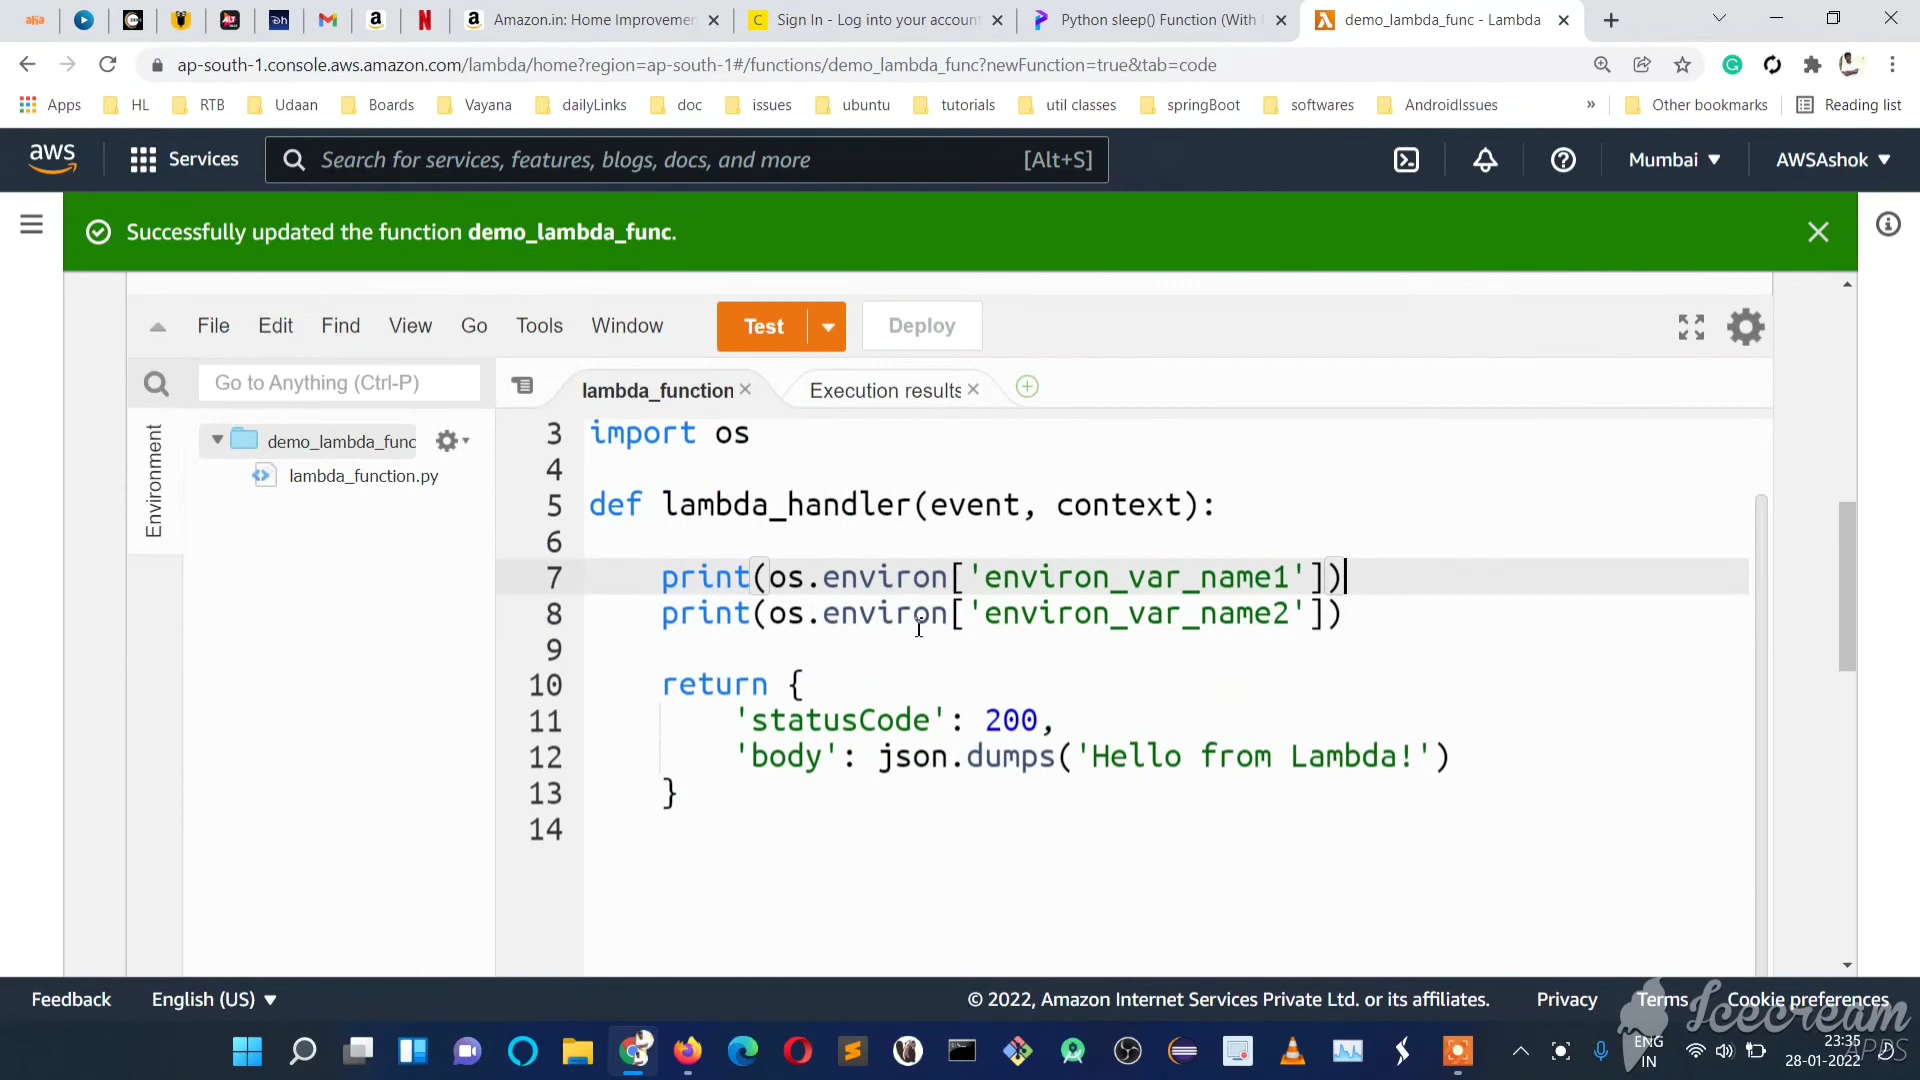 aha
Amazon.in: Home Improvemen
Sign In - Log into your accoun
Python sleep() Function (With
demo_lambda_func - Lambda
ap-south-1.console.aws.amazon.com/lambda/home?region=ap-south-1#/functions/demo_lambda_func?newFunction=true&tab=code
Apps HL RTB Udaan Boards Vayana dailyLinks doc issues ubuntu tutorials util classes springBoot softwares AndroidIssues » Other bookmarks Reading list
aws Services Search for services, features, blogs, docs, and more [Alt+S] Mumbai AWSAshok
Successfully updated the function demo_lambda_func.
File Edit Find View Go Tools Window Test Deploy
Go to Anything (Ctrl-P) lambda_function Execution results
Environment
demo_lambda_func
lambda_function.py
3 import os
4
5 def lambda_handler(event, context):
6
7 print(os.environ['environ_var_name1'])
8 print(os.environ['environ_var_name2'])
9
10 return {
11 'statusCode': 200,
12 'body': json.dumps('Hello from Lambda!')
13 }
14
Feedback English (US) © 2022, Amazon Internet Services Private Ltd. or its affiliates. Privacy Terms Cookie preferences
Icecream
APPS
ENG
IN
23:35
28-01-2022